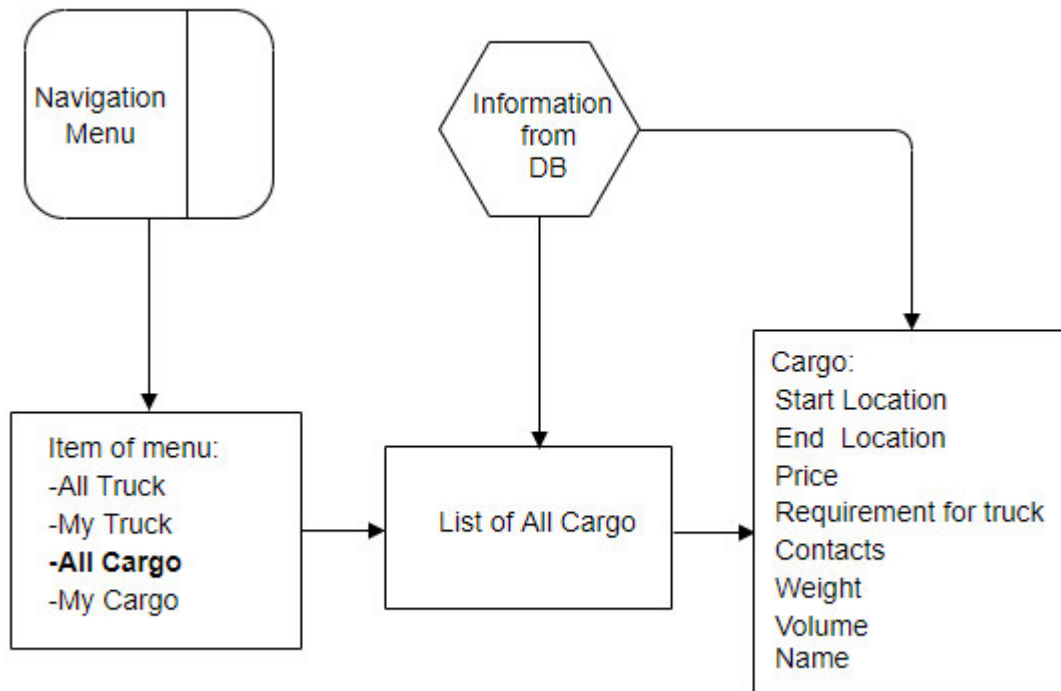 Navigation
Menu
Information
from
DB
Item of menu:
-All Truck
-My Truck
-All Cargo
-My Cargo
List of All Cargo
Cargo:
Start Location
End Location
Price
Requirement for truck
Contacts
Weight
Volume
Name